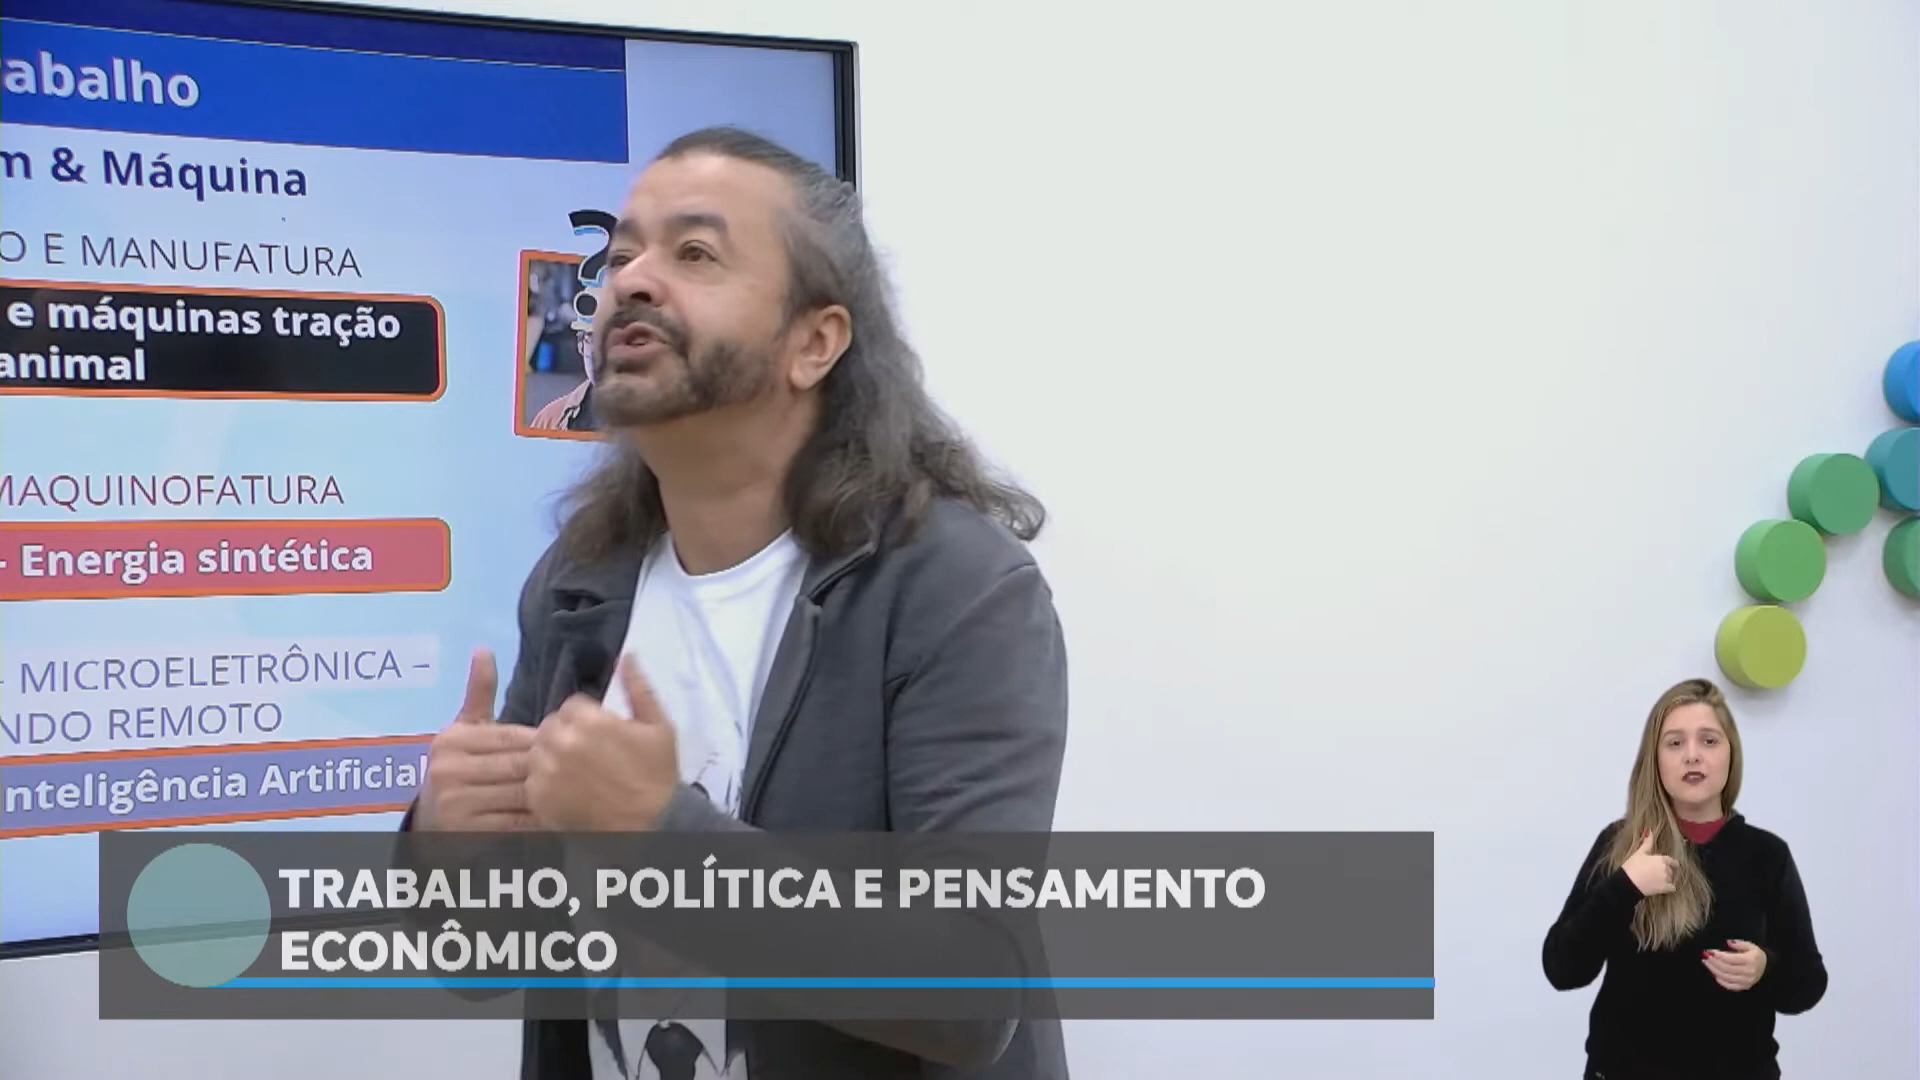 abalho
m & Máquina
O E MANUFATURA
e máquinas tração
animal
MAQUINOFATURA
- Energia sintética
- MICROELETRÔNICA –
NDO REMOTO
nteligência Artificial
TRABALHO, POLÍTICA E PENSAMENTO
ECONÔMICO